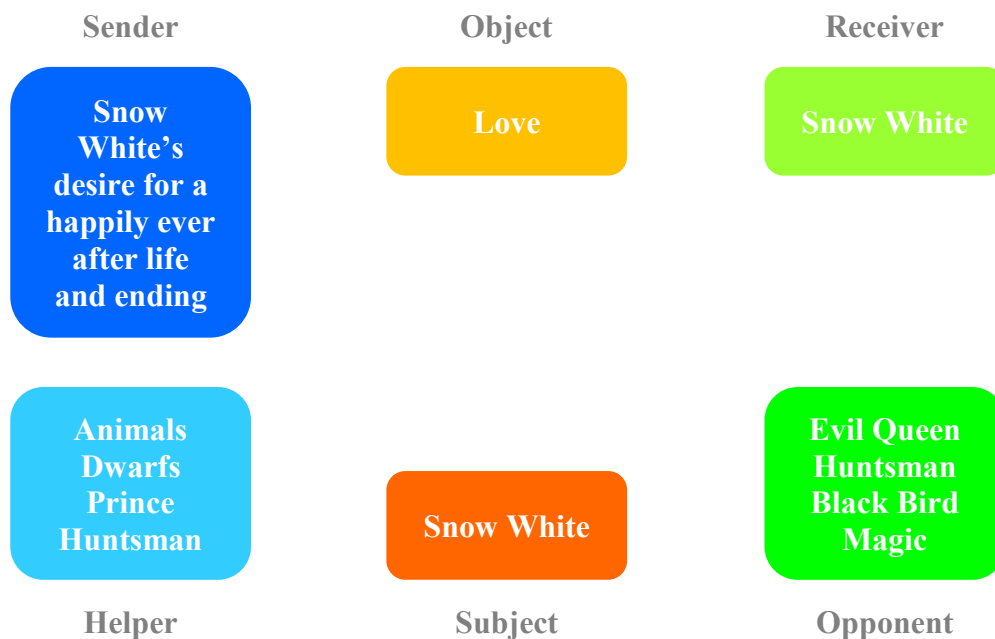 Sender
Object
Receiver
Snow
White’s
desire for a
happily ever
after life
and ending
Love
Snow White
Animals
Dwarfs
Prince
Huntsman
Snow White
Evil Queen
Huntsman
Black Bird
Magic
Helper
Subject
Opponent